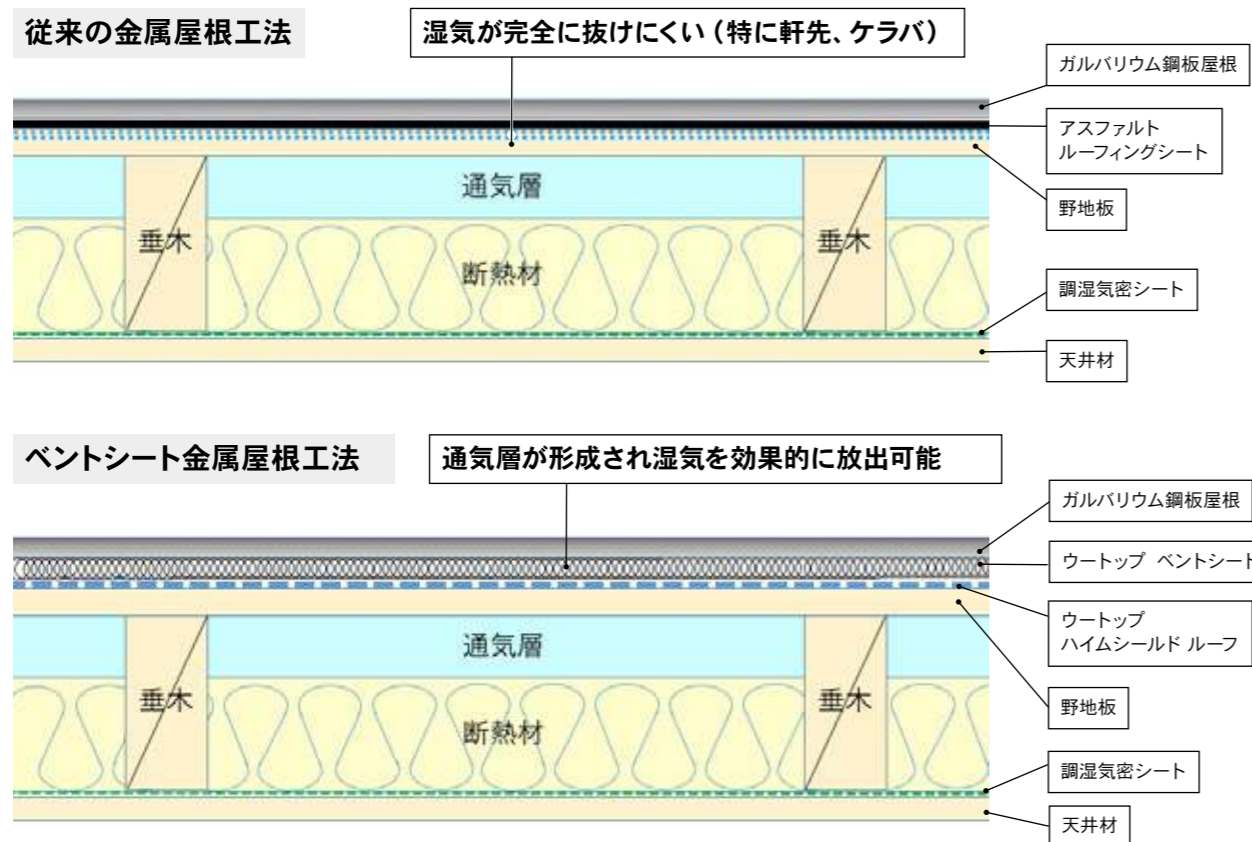 従来の金属屋根工法
湿気が完全に抜けにくい（特に軒先、ケラバ）
ガルバリウム鋼板屋根
アスファルト
ルーフィングシート
野地板
通気層
垂木
垂木
断熱材
調湿気密シート
天井材
ベントシート金属屋根工法
通気層が形成され湿気を効果的に放出可能
ガルバリウム鋼板屋根
ウートップ ベントシート
ウートップ
ハイムシールド ルーフ
通気層
垂木
垂木
野地板
断熱材
調湿気密シート
天井材